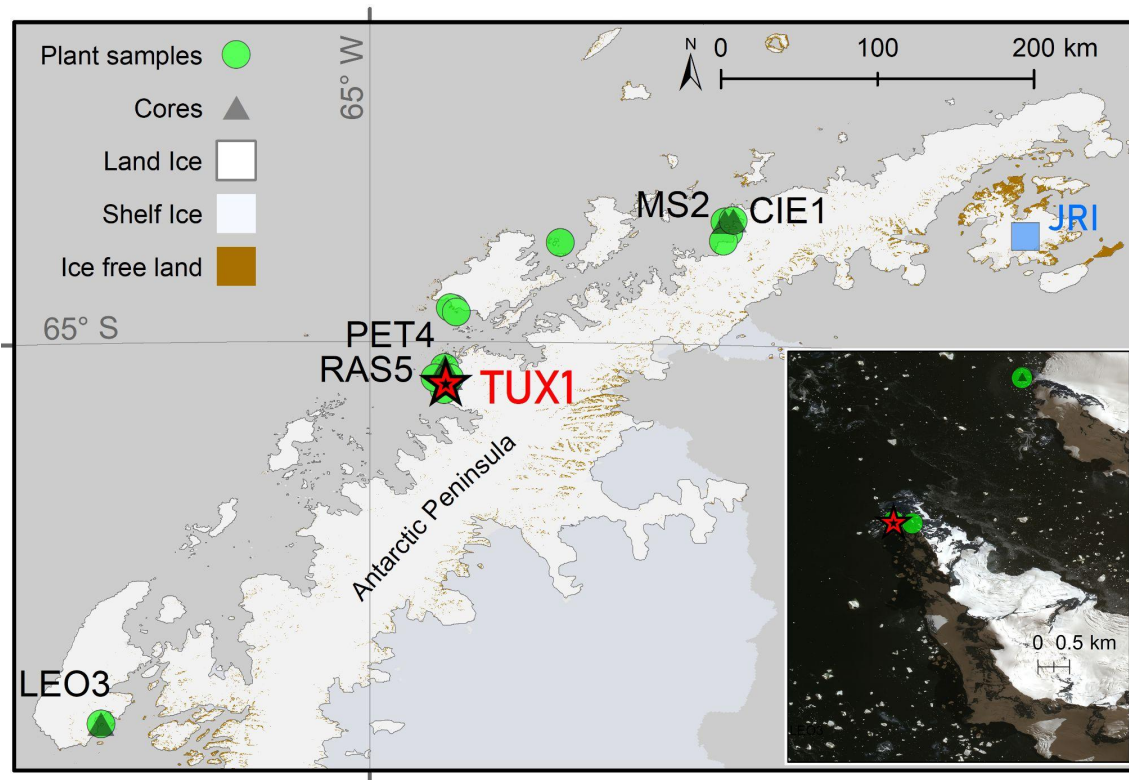 Plant samples
Cores
Land Ice
Shelf Ice
Ice free land
65° W
N 0 100 200 km
MS2 CIE1
JRI
65° S
PET4
RAS5
TUX1
Antarctic Peninsula
LEO3
0 0.5 km